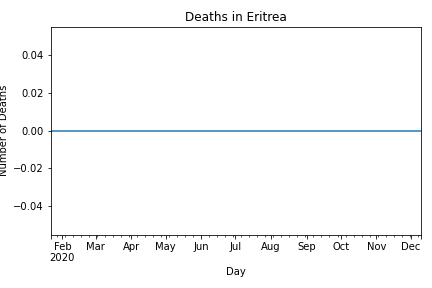 Deaths in Eritrea
Number of Deaths
0.04
0.02
0.00
−0.02
−0.04
Feb Mar Apr May Jun Jul Aug Sep Oct Nov Dec
2020
Day